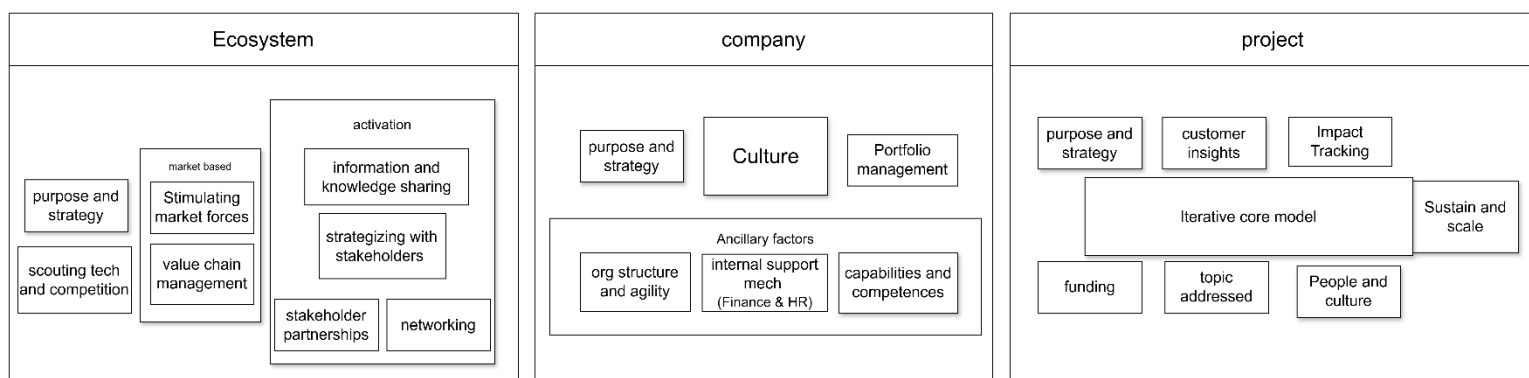 Ecosystem
activation
information and
knowledge sharing
market based
purpose and
strategy
Stimulating
market forces
strategizing with
stakeholders
scouting tech
and competition
value chain
management
stakeholder
partnerships
networking
company
purpose and
strategy
Culture
Portfolio
management
Ancillary factors
org structure
and agility
internal support
mech
(Finance & HR)
capabilities and
competences
project
purpose and
strategy
customer
insights
Impact
Tracking
Iterative core model
Sustain and
scale
funding
topic
addressed
People and
culture